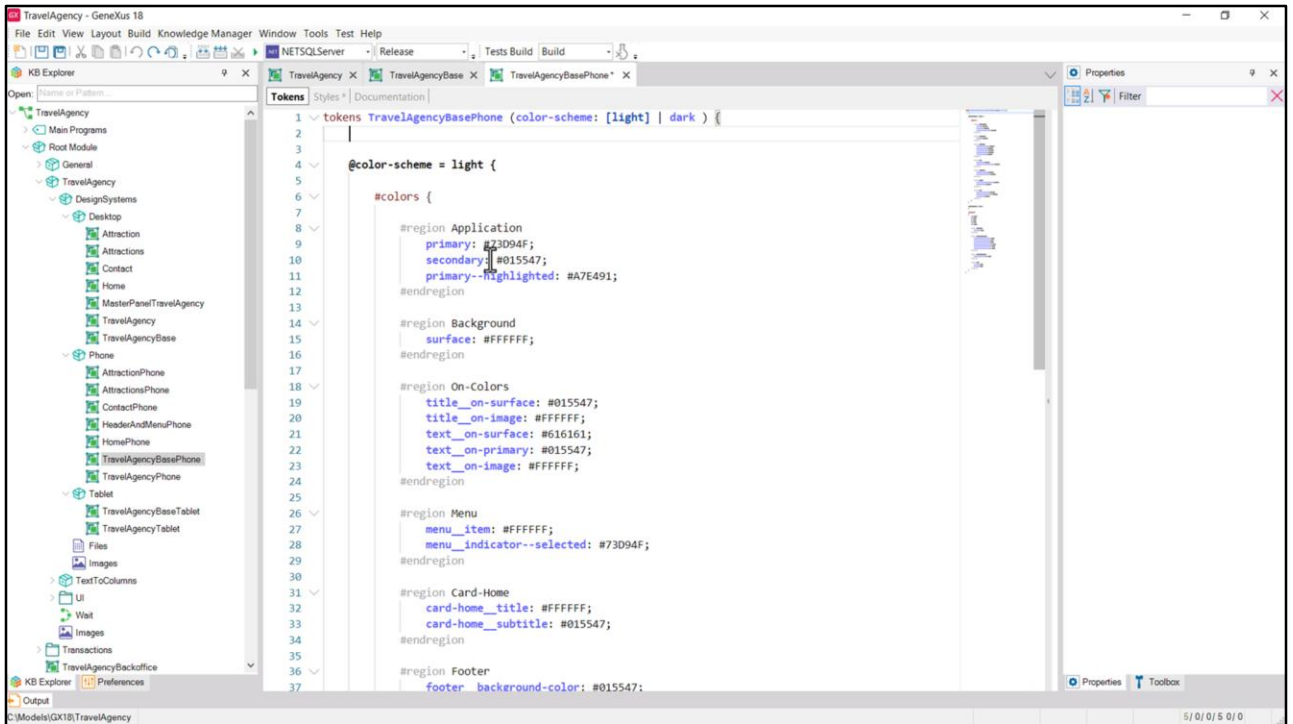 GX TravelAgency - GeneXus 18
File Edit View Layout Build Knowledge Manager Window Tools Test Help
NETSQLServer Release Tests Build Build
KB Explorer
Open: Name or Pattern...
TravelAgency
Main Programs
Root Module
General
TravelAgency
DesignSystems
Desktop
Attraction
Attractions
Contact
Home
MasterPanelTravelAgency
TravelAgency
TravelAgencyBase
Phone
AttractionPhone
AttractionsPhone
ContactPhone
HeaderAndMenuPhone
HomePhone
TravelAgencyBasePhone
TravelAgencyPhone
Tablet
TravelAgencyBaseTablet
TravelAgencyTablet
Files
Images
TextToColumns
UI
Wait
Images
Transactions
TravelAgencyBackoffice
KB Explorer Preferences
TravelAgency TravelAgencyBase TravelAgencyBasePhone *
Tokens Styles * Documentation
1 tokens TravelAgencyBasePhone (color-scheme: [light] | dark ) {
2
3
4 @color-scheme = light {
5
6 #colors {
7
8 #region Application
9 primary: #73D94F;
10 secondary: #015547;
11 primary--highlighted: #A7E491;
12 #endregion
13
14 #region Background
15 surface: #FFFFFF;
16 #endregion
17
18 #region On-Colors
19 title__on-surface: #015547;
20 title__on-image: #FFFFFF;
21 text__on-surface: #616161;
22 text__on-primary: #015547;
23 text__on-image: #FFFFFF;
24 #endregion
25
26 #region Menu
27 menu__item: #FFFFFF;
28 menu__indicator--selected: #73D94F;
29 #endregion
30
31 #region Card-Home
32 card-home__title: #FFFFFF;
33 card-home__subtitle: #015547;
34 #endregion
35
36 #region Footer
37 footer__background-color: #015547;
Properties
Filter
Properties Toolbox
Output
C:\Models\GX18\TravelAgency
5/ 0/ 0/ 5 0/ 0